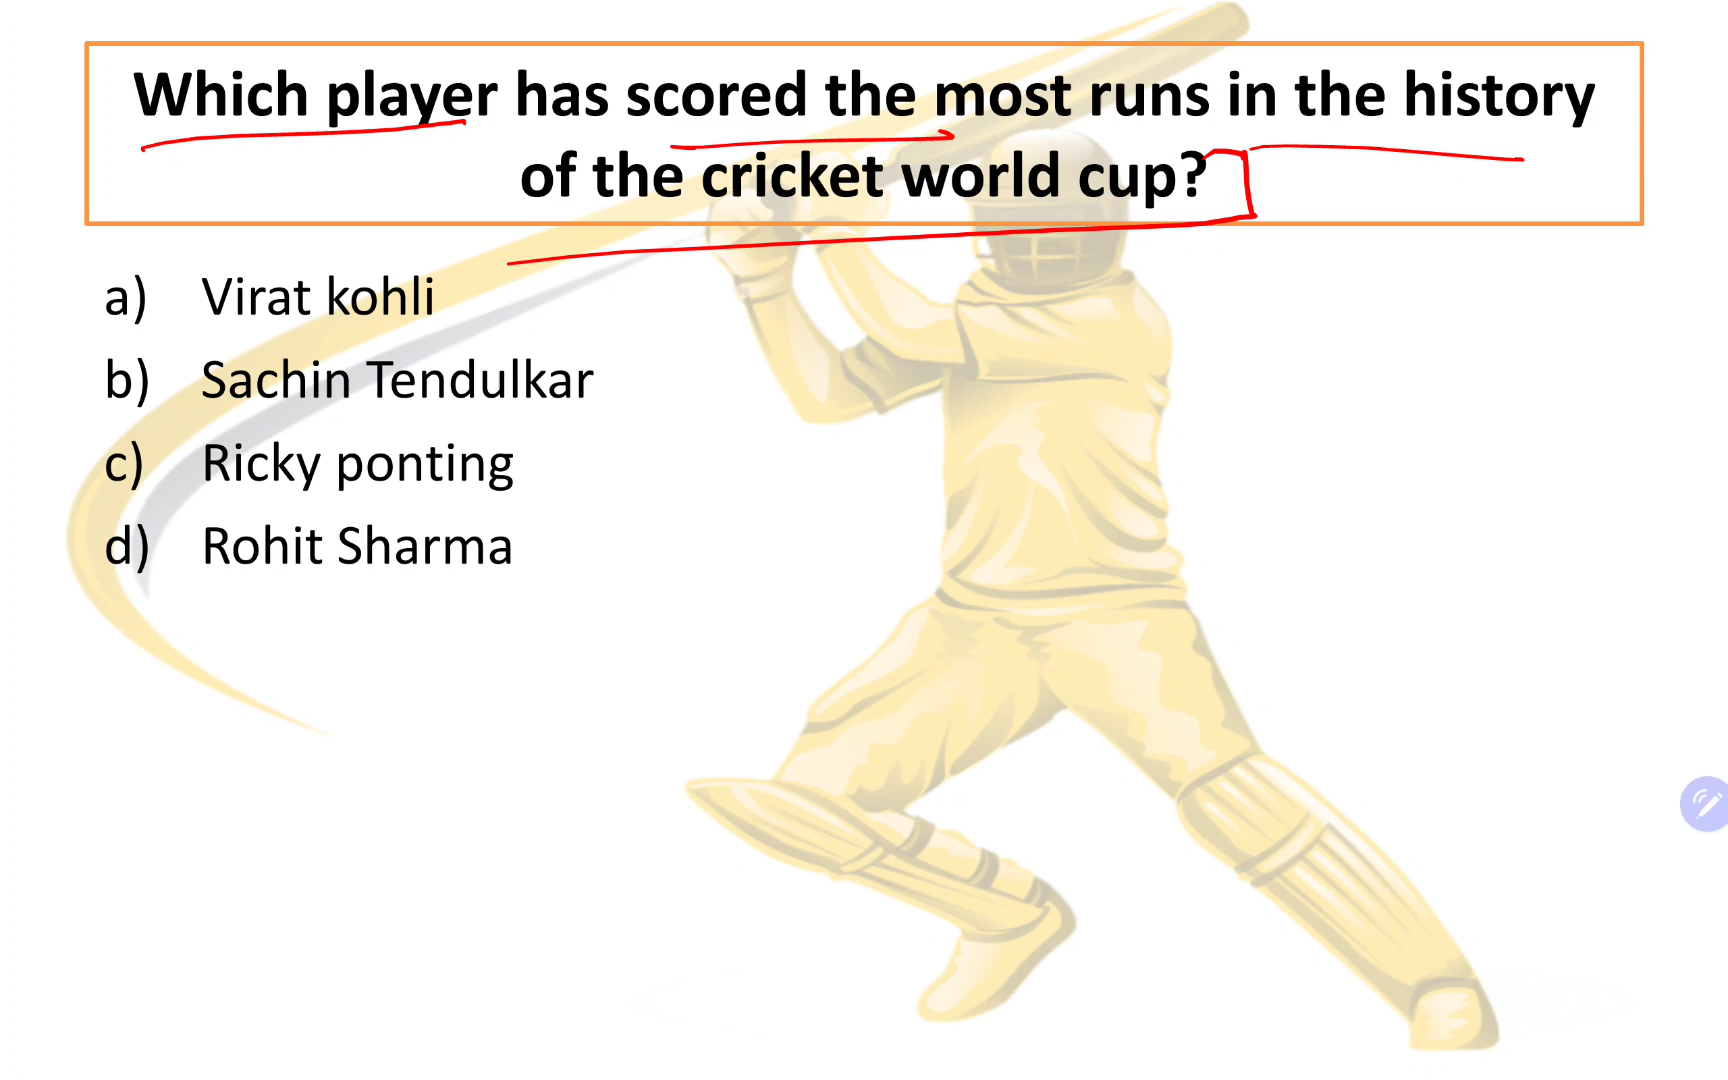 Which player has scored the most runs in the history
of the cricket world cup?
a) Virat kohli
b) Sachin Tendulkar
c) Ricky ponting
d) Rohit Sharma